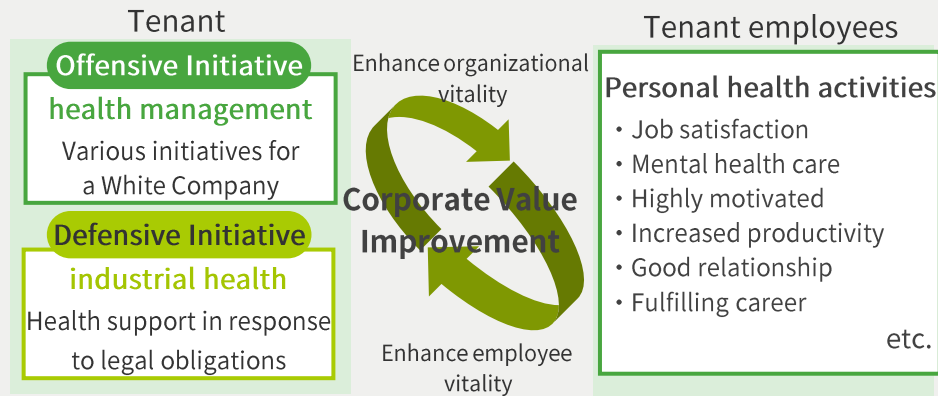 Tenant
Offensive Initiative
health management
Various initiatives for
a White Company
Defensive Initiative
industrial health
Health support in response
to legal obligations
Enhance organizational
vitality
Corporate Value
Improvement
Enhance employee
vitality
Tenant employees
Personal health activities
・Job satisfaction
・Mental health care
・Highly motivated
・Increased productivity
・Good relationship
・Fulfilling career
etc.